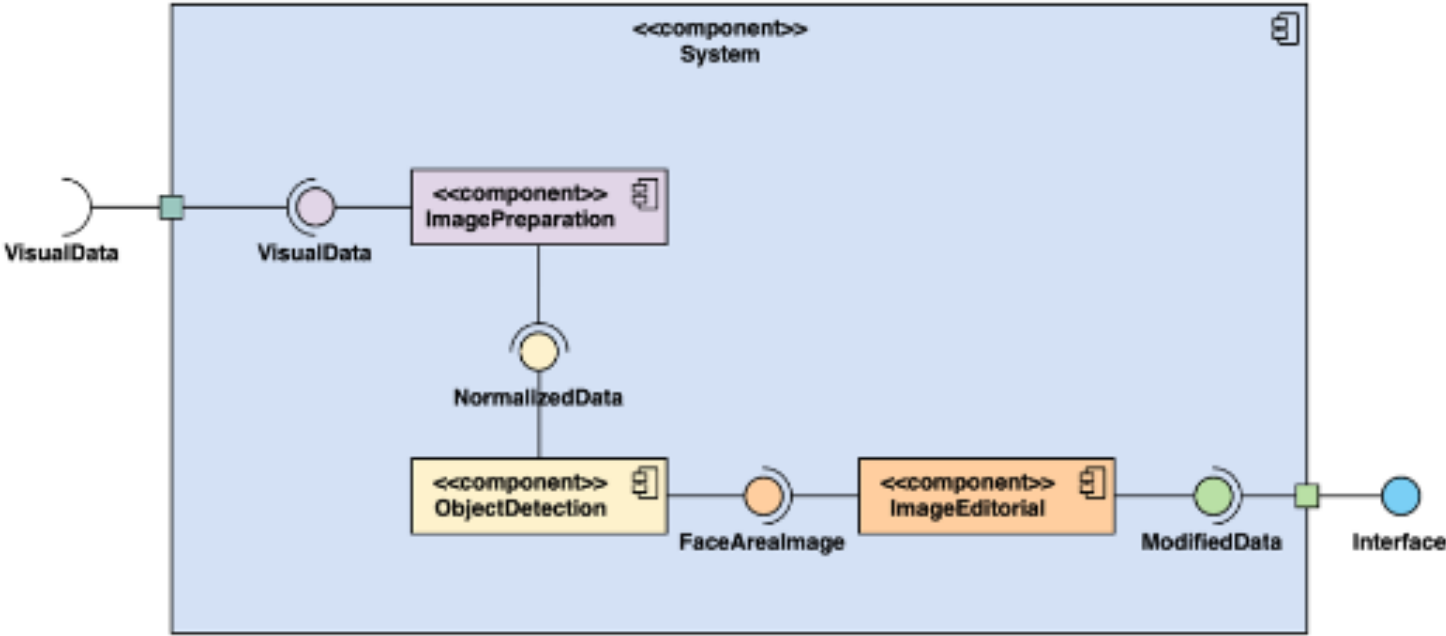 <<component>>
System
<<component>>
ImagePreparation
VisualData
VisualData
NormalizedData
<<component>>
ObjectDetection
<<component>>
ImageEditorial
FaceAreaImage
ModifiedData
Interface